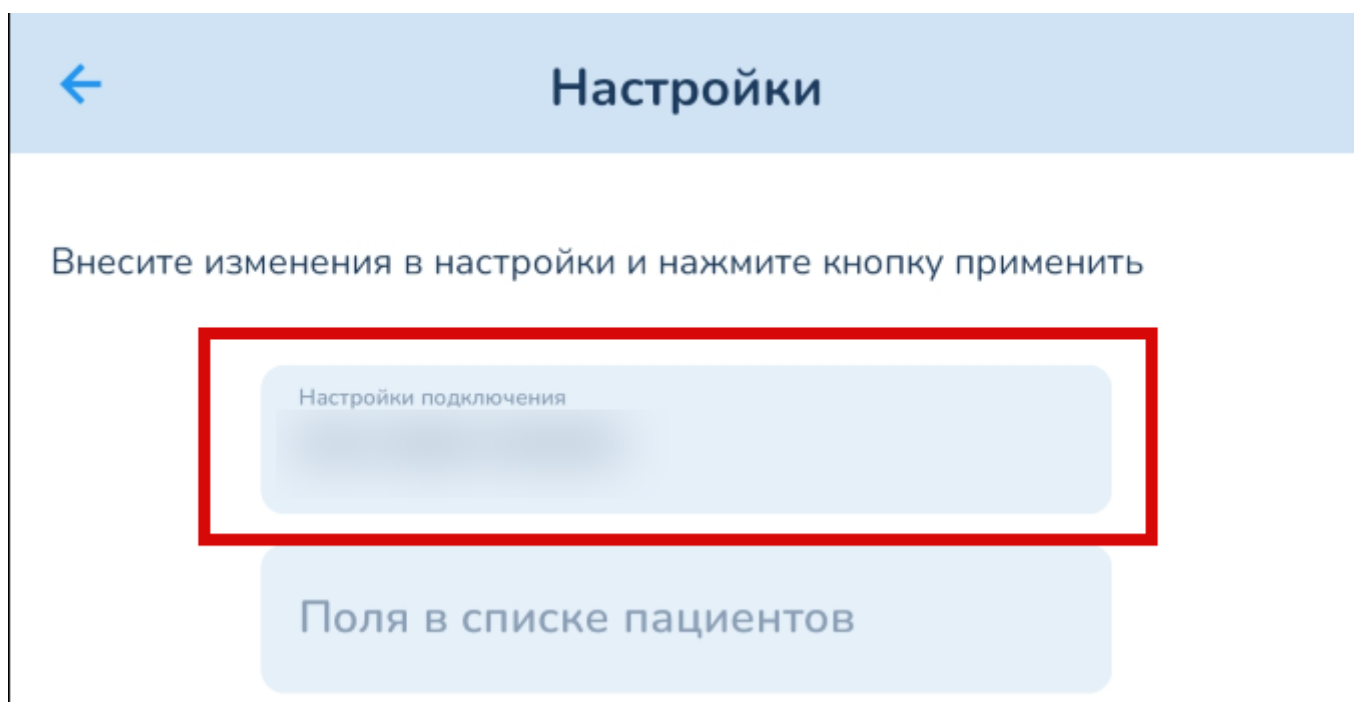 Настройки
Внесите изменения в настройки и нажмите кнопку применить
Настройки подключения
Поля в списке пациентов